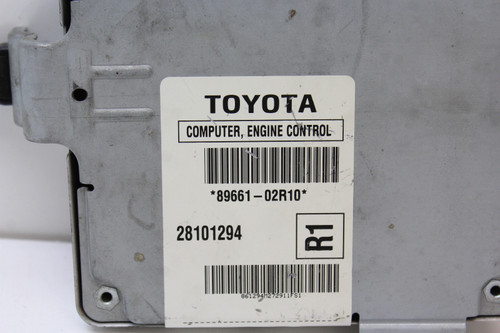 TOYOTA
COMPUTER, ENGINE CONTROL
*89661-02R10*
28101294
R1